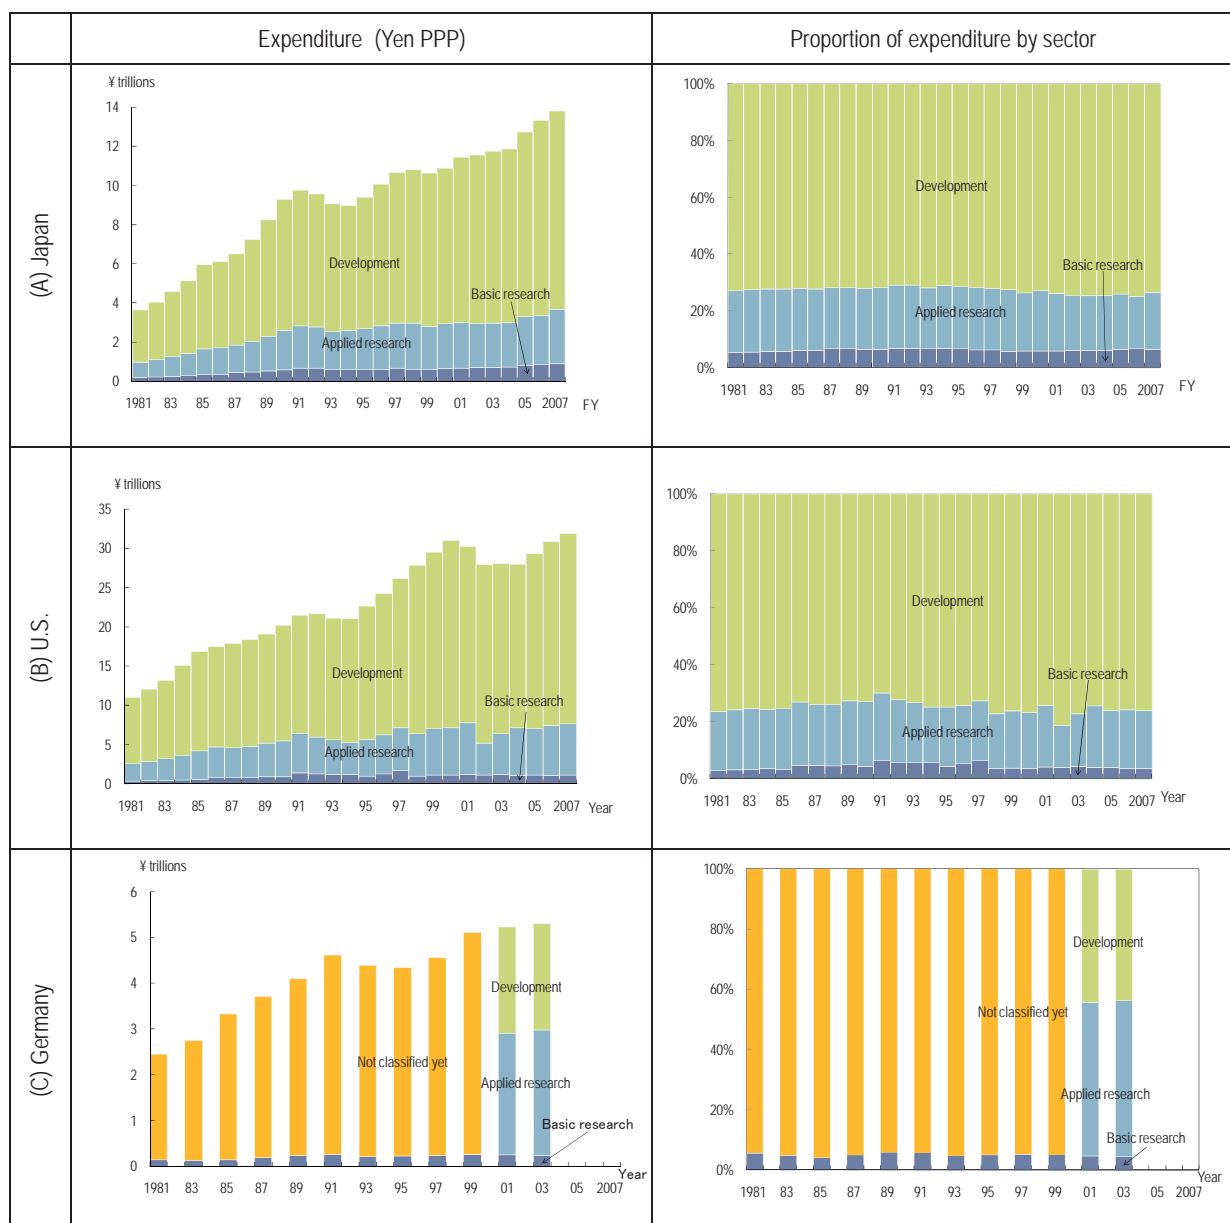 Expenditure (Yen PPP)
Proportion of expenditure by sector
(A) Japan
¥ trillions
14
12
10
8
6
4
2
0
Development
Basic research
Applied research
1981 83 85 87 89 91 93 95 97 99 01 03 05 2007 FY
100%
80%
60%
40%
20%
0%
Development
Basic research
Applied research
1981 83 85 87 89 91 93 95 97 99 01 03 05 2007
FY
(B) U.S.
¥ trillions
35
30
25
20
15
10
5
0
Development
Basic research
Applied research
1981 83 85 87 89 91 93 95 97 99 01 03 05 2007 Year
100%
80%
60%
40%
20%
0%
Development
Basic research
Applied research
1981 83 85 87 89 91 93 95 97 99 01 03 05 2007 Year
(C) Germany
¥ trillions
6
5
4
3
2
1
0
Development
Not classified yet
Applied research
Basic research
1981 83 85 87 89 91 93 95 97 99 01 03 05 2007
Year
100%
80%
60%
40%
20%
0%
Development
Not classified yet
Applied research
Basic research
1981 83 85 87 89 91 93 95 97 99 01 03 05 2007
Year